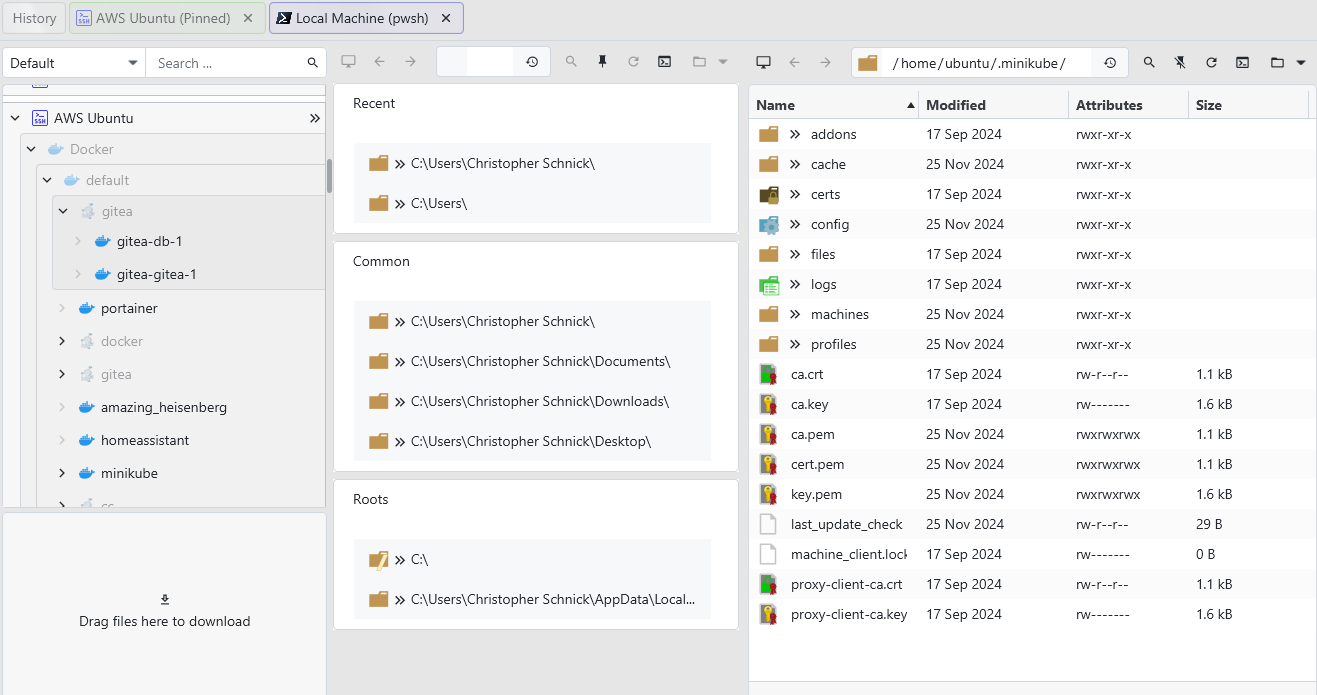 History
AWS Ubuntu (Pinned)
Local Machine (pwsh)
Default
Search ...
AWS Ubuntu
Docker
default
gitea
gitea-db-1
gitea-gitea-1
portainer
docker
gitea
amazing_heisenberg
homeassistant
minikube
Drag files here to download
Recent
C:\Users\Christopher Schnick\
C:\Users\
Common
C:\Users\Christopher Schnick\
C:\Users\Christopher Schnick\Documents\
C:\Users\Christopher Schnick\Downloads\
C:\Users\Christopher Schnick\Desktop\
Roots
C:\
C:\Users\Christopher Schnick\AppData\Local...
/home/ubuntu/.minikube/
Name Modified Attributes Size
addons 17 Sep 2024 rwxr-xr-x
cache 25 Nov 2024 rwxr-xr-x
certs 17 Sep 2024 rwxr-xr-x
config 25 Nov 2024 rwxr-xr-x
files 17 Sep 2024 rwxr-xr-x
logs 17 Sep 2024 rwxr-xr-x
machines 25 Nov 2024 rwxr-xr-x
profiles 25 Nov 2024 rwxr-xr-x
ca.crt 17 Sep 2024 rw-r--r-- 1.1 kB
ca.key 17 Sep 2024 rw------- 1.6 kB
ca.pem 25 Nov 2024 rwxrwxrwx 1.1 kB
cert.pem 25 Nov 2024 rwxrwxrwx 1.1 kB
key.pem 25 Nov 2024 rwxrwxrwx 1.6 kB
last_update_check 25 Nov 2024 rw-r--r-- 29 B
machine_client.lock 17 Sep 2024 rw------- 0 B
proxy-client-ca.crt 17 Sep 2024 rw-r--r-- 1.1 kB
proxy-client-ca.key 17 Sep 2024 rw------- 1.6 kB